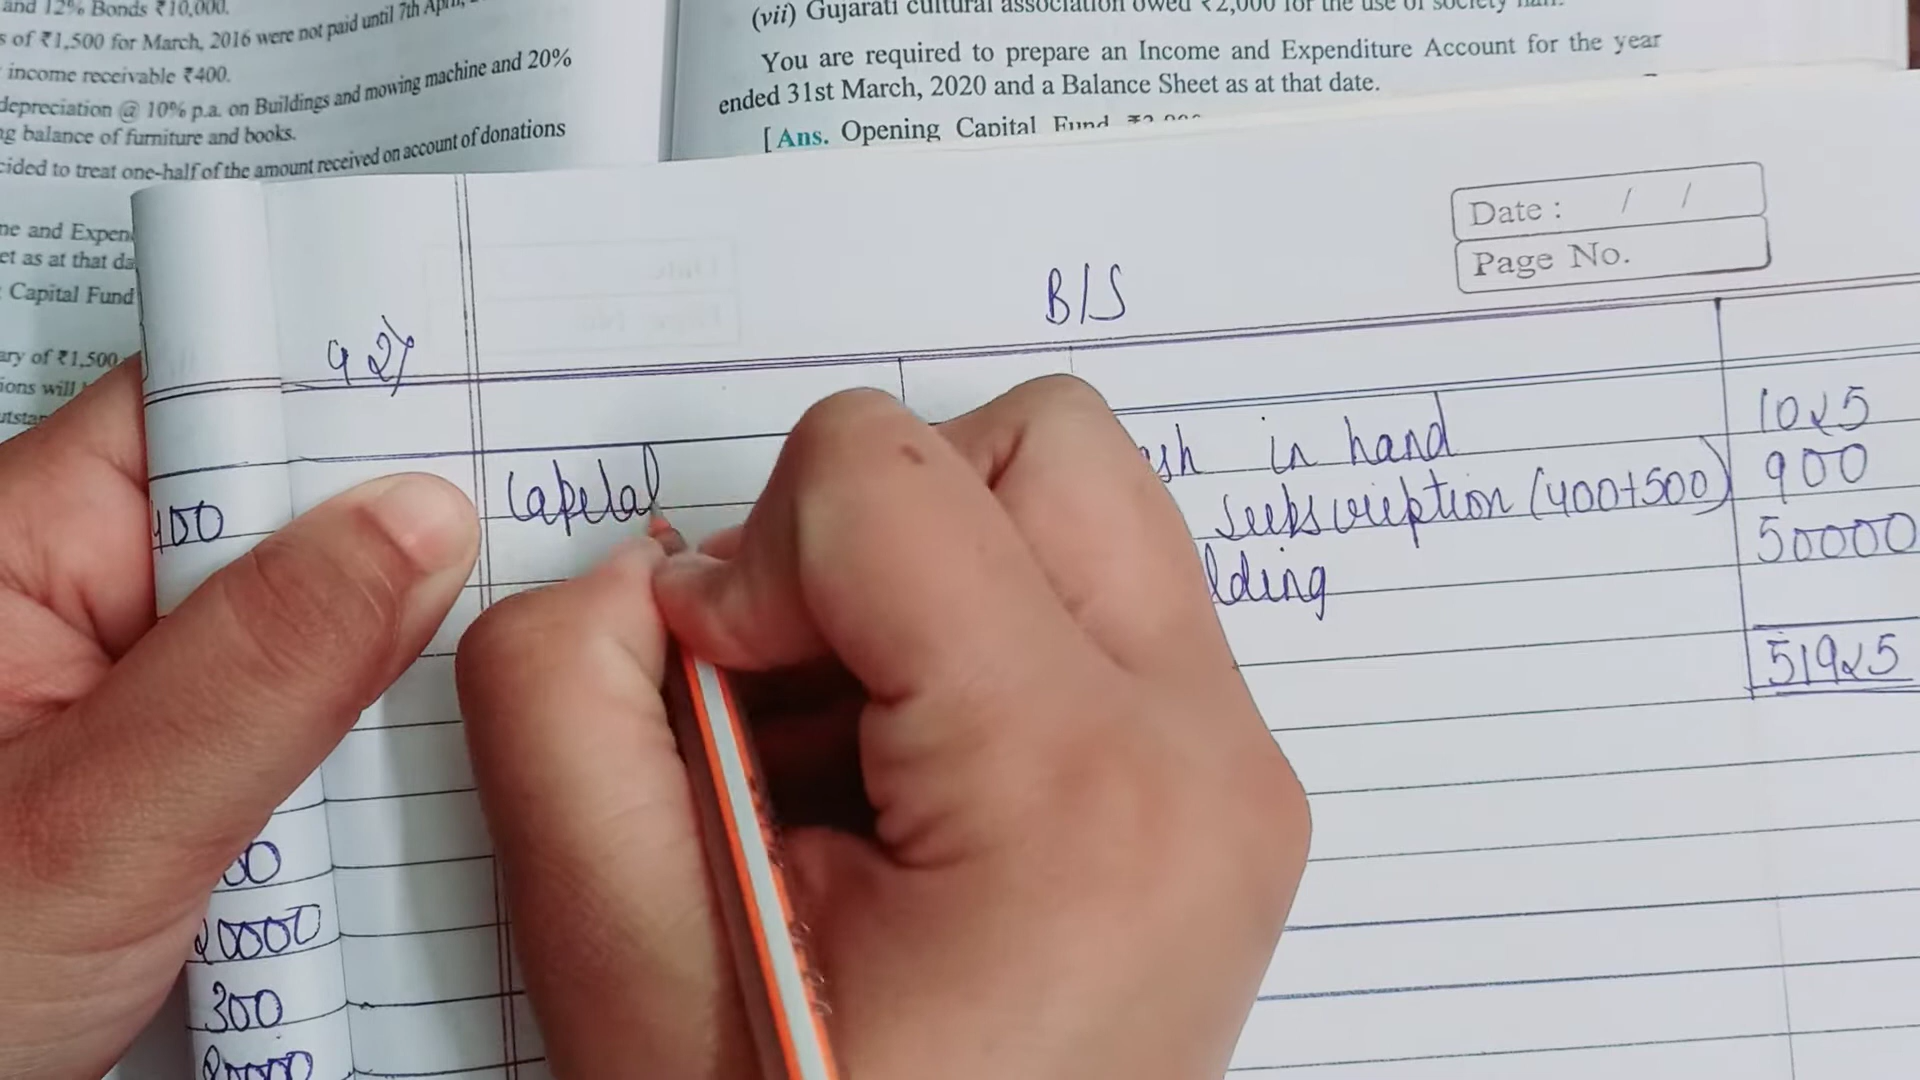 and 12% Bonds ₹10,000.
s of ₹1,500 for March, 2016 were not paid until 7th April,
income receivable ₹400.
depreciation @ 10% p.a. on Buildings and mowing machine and 20%
ng balance of furniture and books.
cided to treat one-half of the amount received on account of donations
ne and Expen
et as at that da
: Capital Fund
ary of ₹1,500
ions will
utstan
(vii) Gujarati cultural association owed ₹2,000 for the use of society hall.
You are required to prepare an Income and Expenditure Account for the year
ended 31st March, 2020 and a Balance Sheet as at that date.
[Ans. Opening Capital Fund
Date : / /
Page No.
B/S
Capital
sh in hand 1025
subscription (400+500) 900
lding 50000
51925
400
00
20000
300